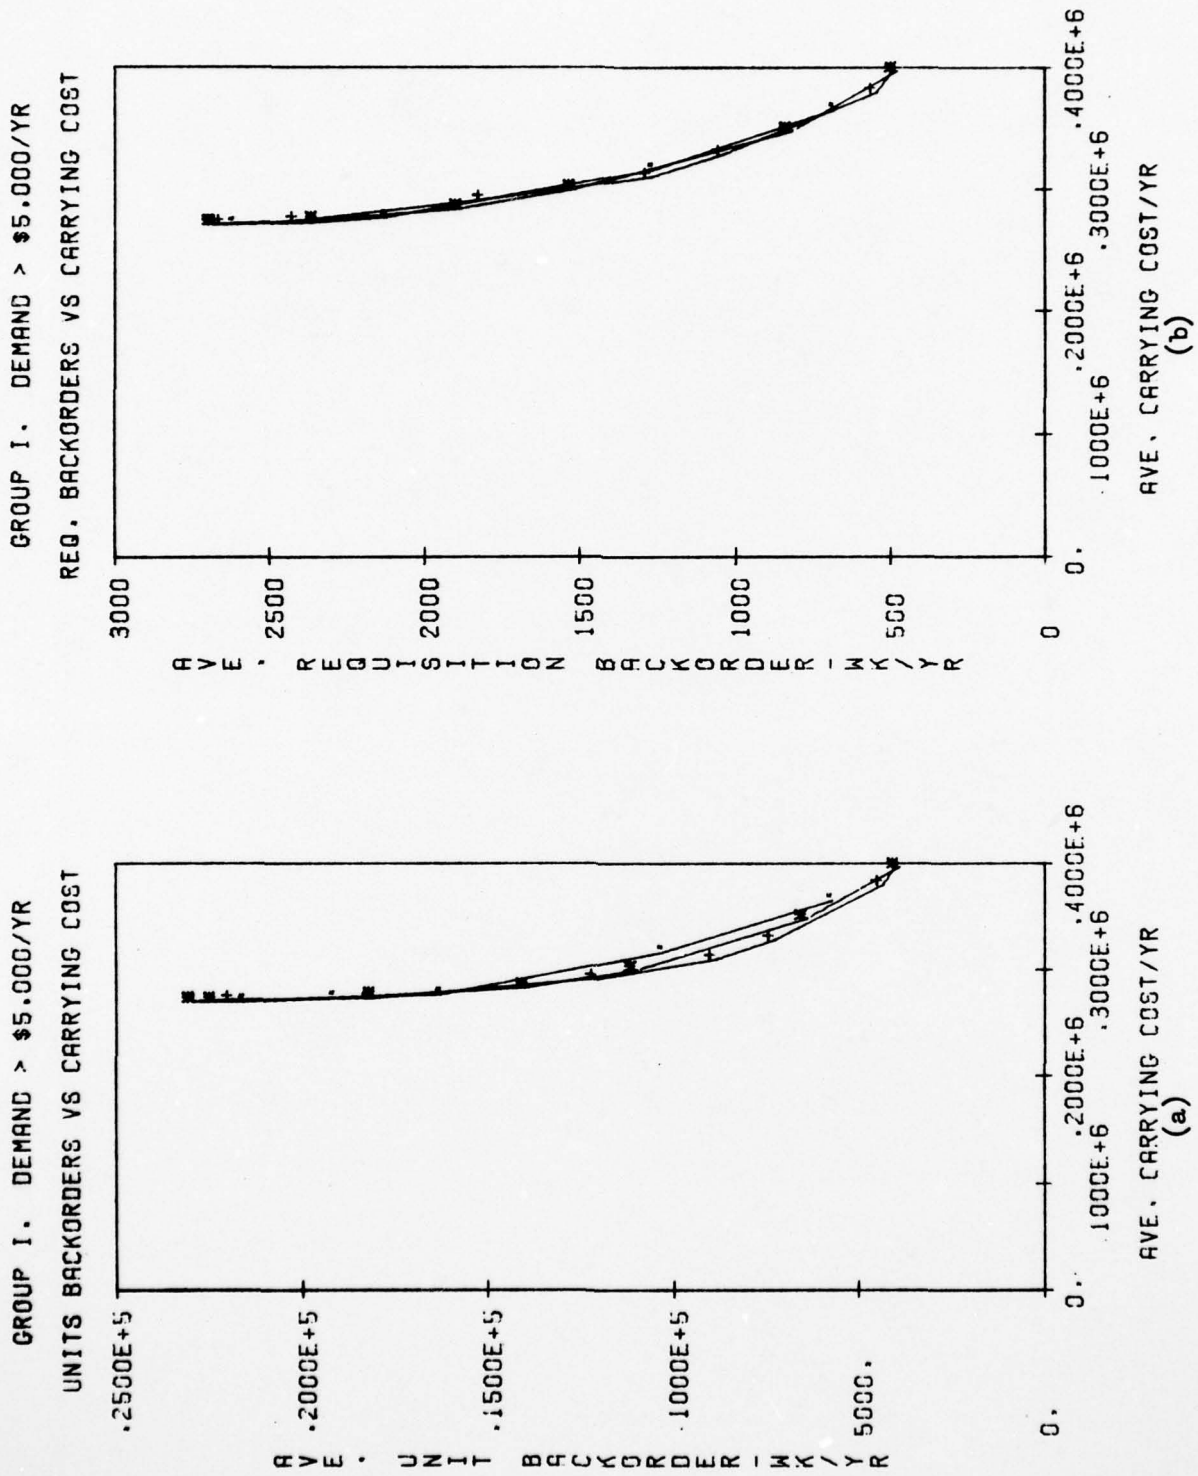 GROUP I. DEMAND > $5,000/YR
UNITS BACKORDERS VS CARRYING COST
.2500E+5
.2000E+5
.1500E+5
.1000E+5
5000.
0.
AVE. UNIT BACKORDER-WK/YR
0.
.1000E+6
.2000E+6
.3000E+6
.4000E+6
AVE. CARRYING COST/YR
(a)
GROUP I. DEMAND > $5,000/YR
REQ. BACKORDERS VS CARRYING COST
3000
2500
2000
1500
1000
500
0
AVE. REQUISITION BACKORDER-WK/YR
0.
.1000E+6
.2000E+6
.3000E+6
.4000E+6
AVE. CARRYING COST/YR
(b)